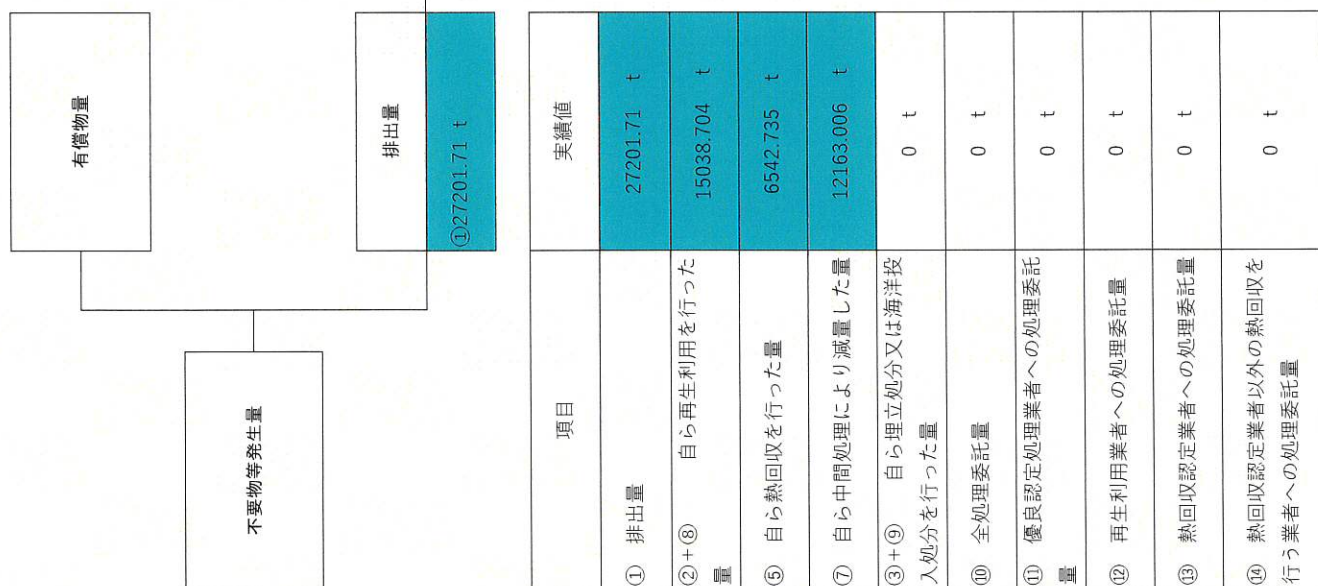 有償物量
不要物等発生量
排出量
①27201.71 t
項目 実績値
① 排出量 27201.71 t
②+⑧ 自ら再生利用を行った
量 15038.704 t
⑤ 自ら熱回収を行った量 6542.735 t
⑦ 自ら中間処理により減量した量 12163.006 t
③+⑨ 自ら埋立処分又は海洋投
入処分を行った量 0 t
⑩ 全処理委託量 0 t
⑪ 優良認定処理業者への処理委託
量 0 t
⑫ 再生利用業者への処理委託量 0 t
⑬ 熱回収認定業者への処理委託量 0 t
⑭ 熱回収認定業者以外の熱回収を
行う業者への処理委託量 0 t